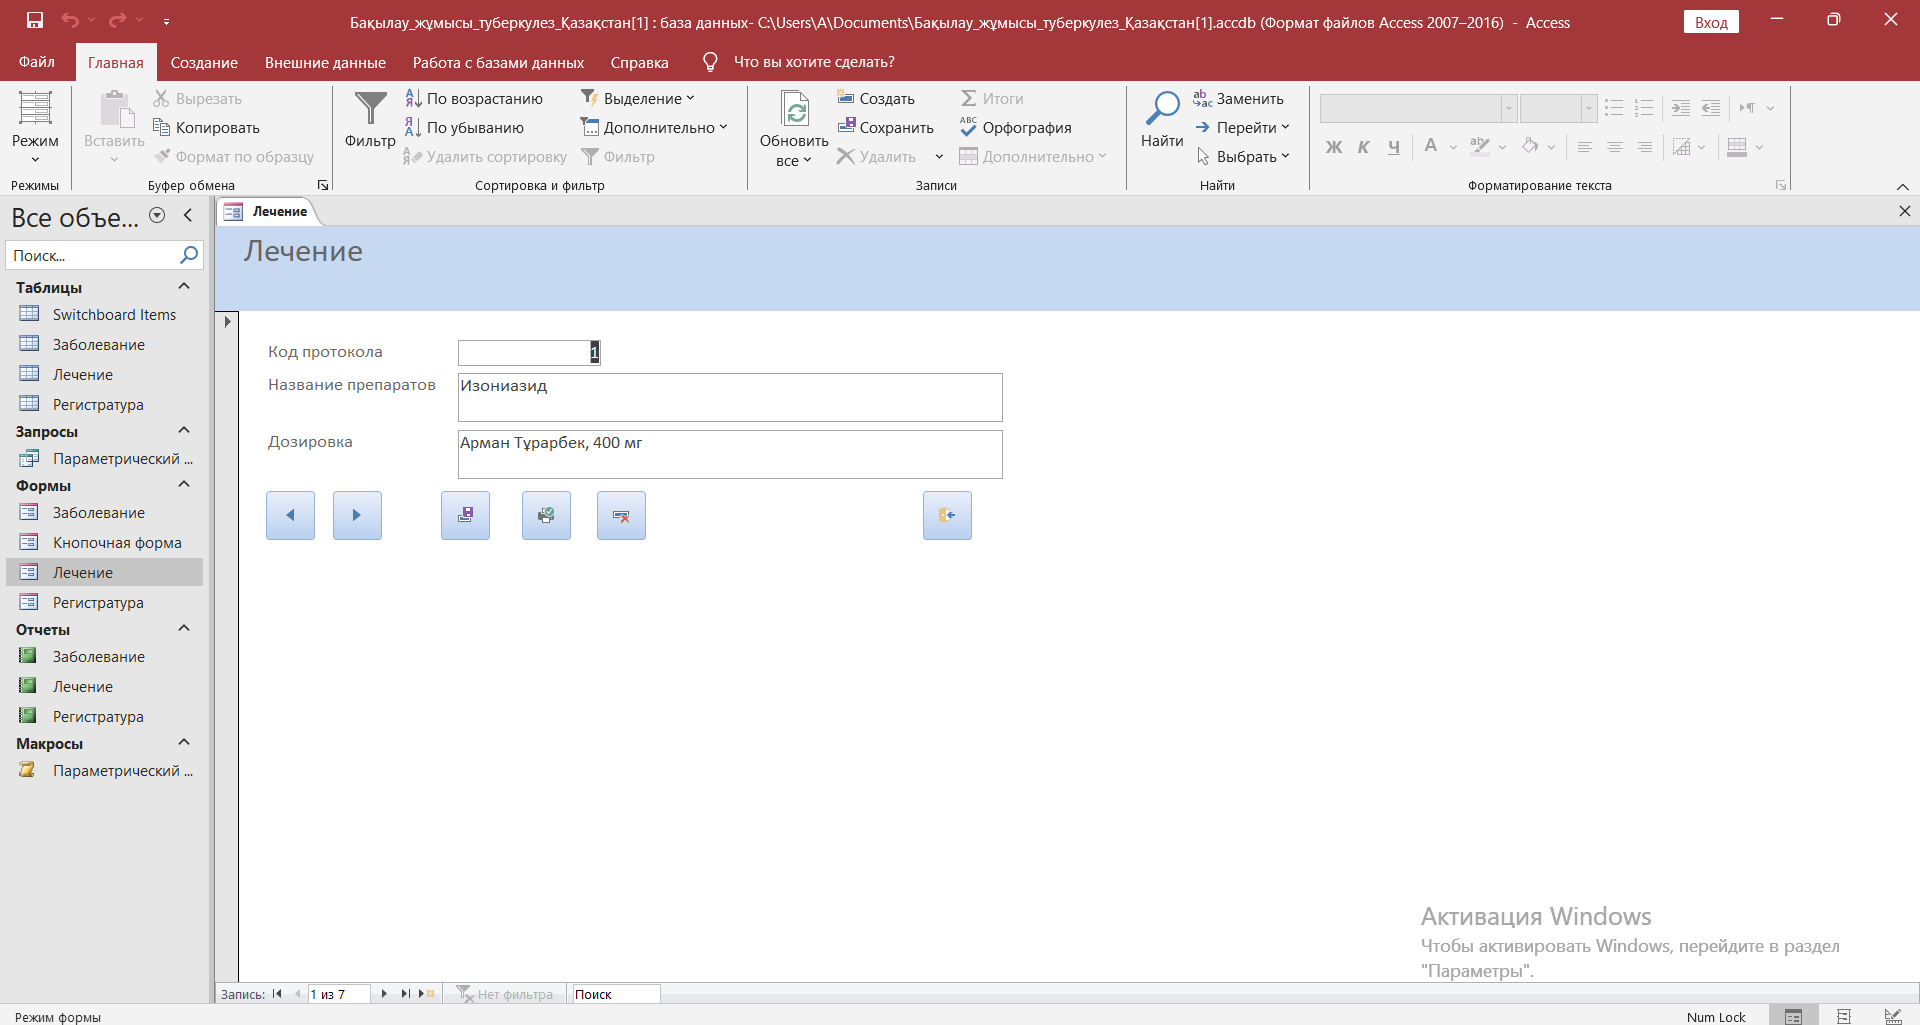 Бақылау_жұмысы_туберкулез_Қазақстан[1] : база данных- C:\Users\A\Documents\Бақылау_жұмысы_туберкулез_Қазақстан[1].accdb (Формат файлов Access 2007–2016) - Access
Вход
Файл Главная Создание Внешние данные Работа с базами данных Справка Что вы хотите сделать?
Режим
Режимы
Вставить
Вырезать
Копировать
Формат по образцу
Буфер обмена
Фильтр
По возрастанию
По убыванию
Удалить сортировку
Выделение
Дополнительно
Фильтр
Сортировка и фильтр
Обновить
все
Создать
Сохранить
Удалить
Итоги
Орфография
Дополнительно
Записи
Найти
Заменить
Перейти
Выбрать
Найти
Ж К Ч А
Форматирование текста
Все объе...
Поиск...
Таблицы
Switchboard Items
Заболевание
Лечение
Регистратура
Запросы
Параметрический ...
Формы
Заболевание
Кнопочная форма
Лечение
Регистратура
Отчеты
Заболевание
Лечение
Регистратура
Макросы
Параметрический ...
Лечение
Лечение
Код протокола 1
Название препаратов Изониазид
Дозировка Арман Тұрарбек, 400 мг
Активация Windows
Чтобы активировать Windows, перейдите в раздел
"Параметры".
Запись: 1 из 7 Нет фильтра Поиск
Режим формы
Num Lock